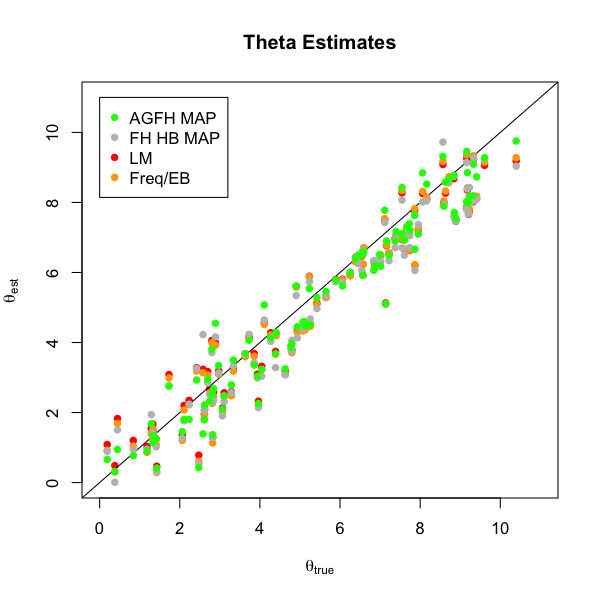 Theta Estimates
AGFH MAP
FH HB MAP
LM
Freq/EB
10
8
6
4
2
0
θest
0 2 4 6 8 10
θtrue